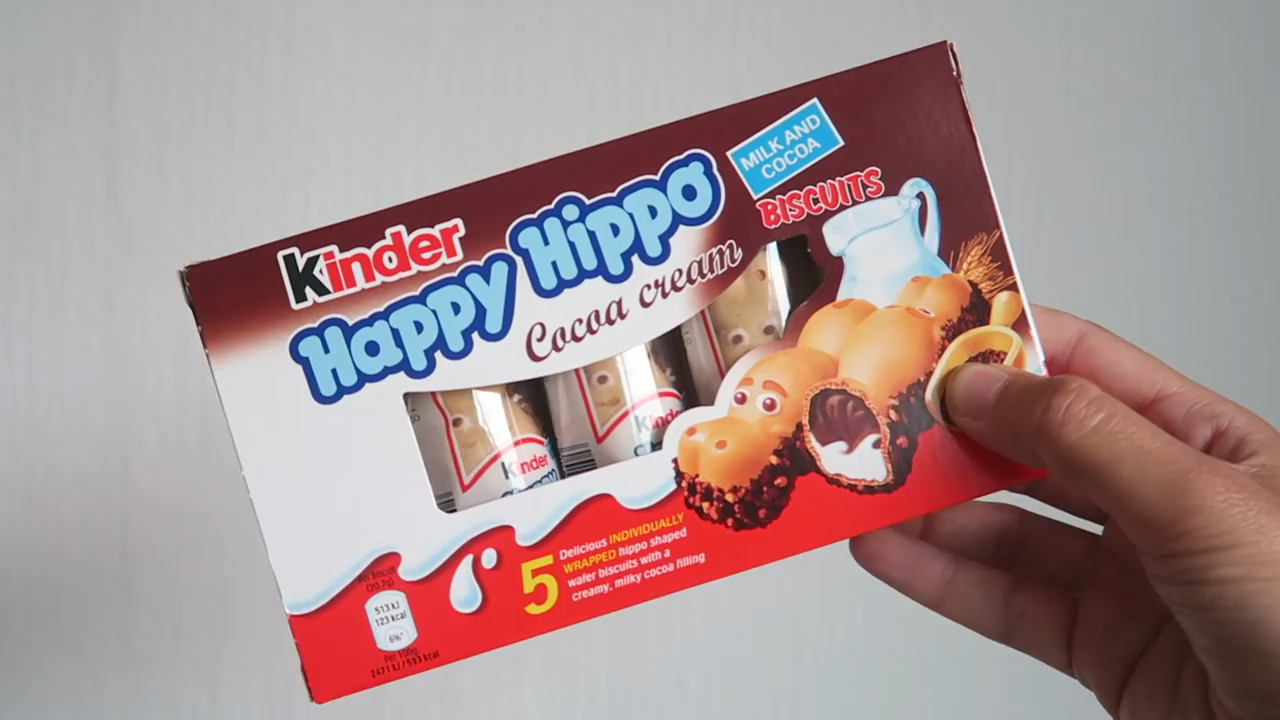 Kinder
Happy Hippo
Cocoa cream
MILK AND
COCOA
BISCUITS
Kinder
Kinder
5
Delicious INDIVIDUALLY
WRAPPED hippo shaped
wafer biscuits with a
creamy, milky cocoa filling
Per biscuit
(20.7g)
513 kJ
123 kcal
6%*
Per 100g:
2471 kJ / 593 kcal